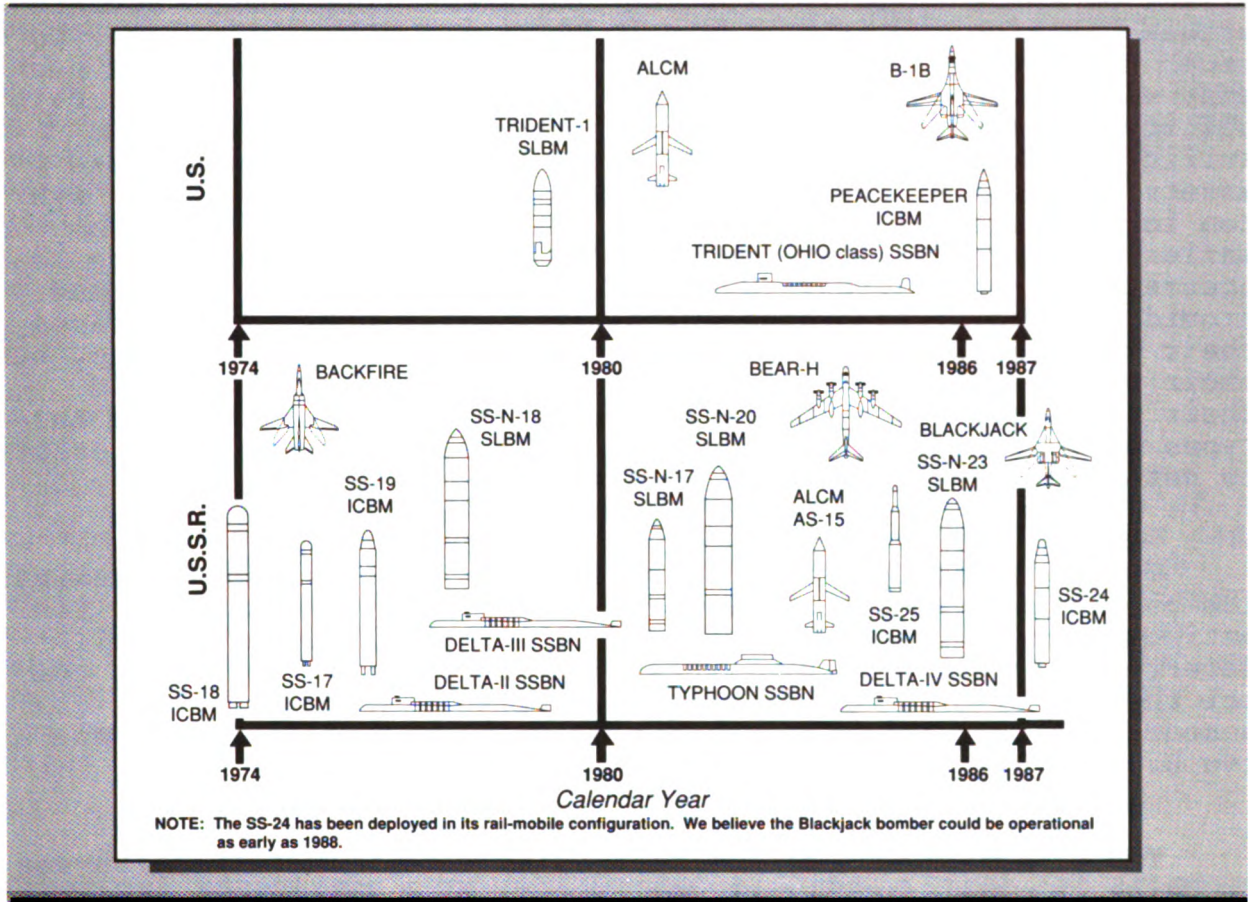 U.S.
TRIDENT-1
SLBM
ALCM
B-1B
PEACEKEEPER
ICBM
TRIDENT (OHIO class) SSBN
1974
1980
1986
1987
U.S.S.R.
BACKFIRE
SS-18
ICBM
SS-17
ICBM
SS-19
ICBM
SS-N-18
SLBM
DELTA-III SSBN
DELTA-II SSBN
SS-N-17
SLBM
SS-N-20
SLBM
BEAR-H
ALCM
AS-15
TYPHOON SSBN
SS-25
ICBM
BLACKJACK
SS-N-23
SLBM
DELTA-IV SSBN
SS-24
ICBM
1974
1980
1986
1987
Calendar Year
NOTE: The SS-24 has been deployed in its rail-mobile configuration. We believe the Blackjack bomber could be operational
as early as 1988.